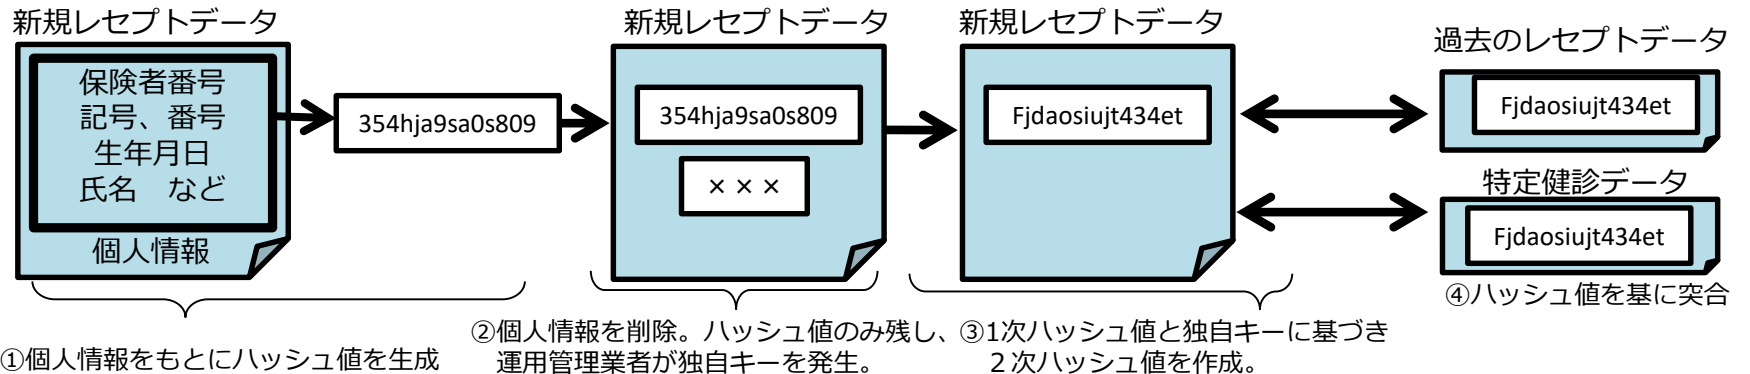 新規レセプトデータ
保険者番号
記号、番号
生年月日
氏名　など
個人情報
354hja9sa0s809
新規レセプトデータ
354hja9sa0s809
×××
新規レセプトデータ
Fjdaosiujt434et
過去のレセプトデータ
Fjdaosiujt434et
特定健診データ
Fjdaosiujt434et
④ハッシュ値を基に突合
①個人情報をもとにハッシュ値を生成
②個人情報を削除。ハッシュ値のみ残し、
運用管理業者が独自キーを発生。
③1次ハッシュ値と独自キーに基づき
２次ハッシュ値を作成。